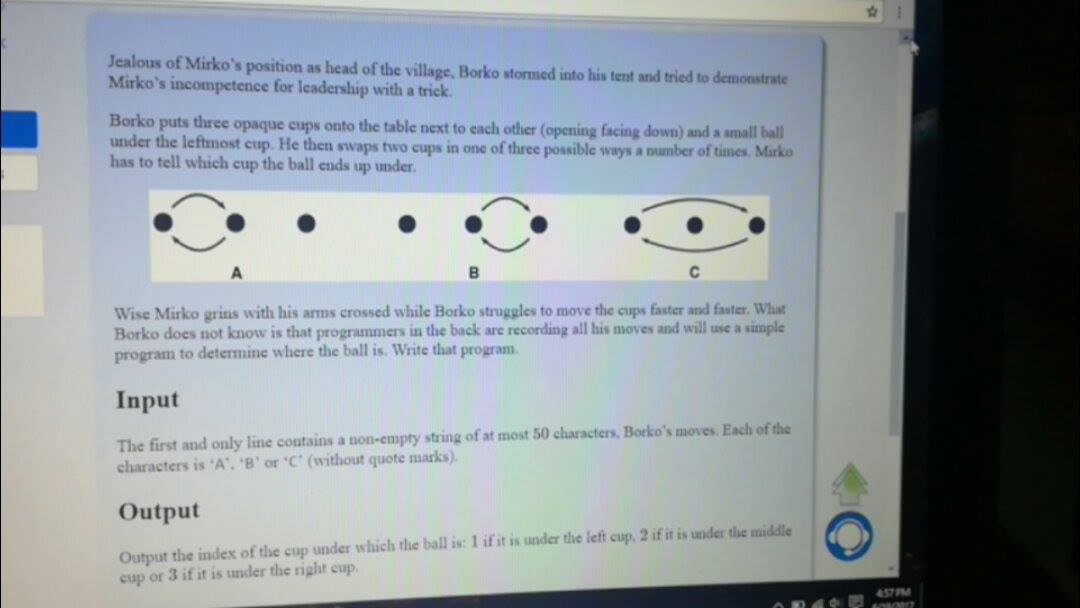 Jealous of Mirko's position as head of the village, Borko stormed into his tent and tried to demonstrate
Mirko's incompetence for leadership with a trick.
Borko puts three opaque cups onto the table next to each other (opening facing down) and a small ball
under the leftmost cup. He then swaps two cups in one of three possible ways a number of times. Mirko
has to tell which cup the ball ends up under.
A B C
Wise Mirko grins with his arms crossed while Borko struggles to move the cups faster and faster. What
Borko does not know is that programmers in the back are recording all his moves and will use a simple
program to determine where the ball is. Write that program.
Input
The first and only line contains a non-empty string of at most 50 characters, Borko's moves. Each of the
characters is 'A', 'B' or 'C' (without quote marks).
Output
Output the index of the cup under which the ball is: 1 if it is under the left cup, 2 if it is under the middle
cup or 3 if it is under the right cup.
4:57 PM